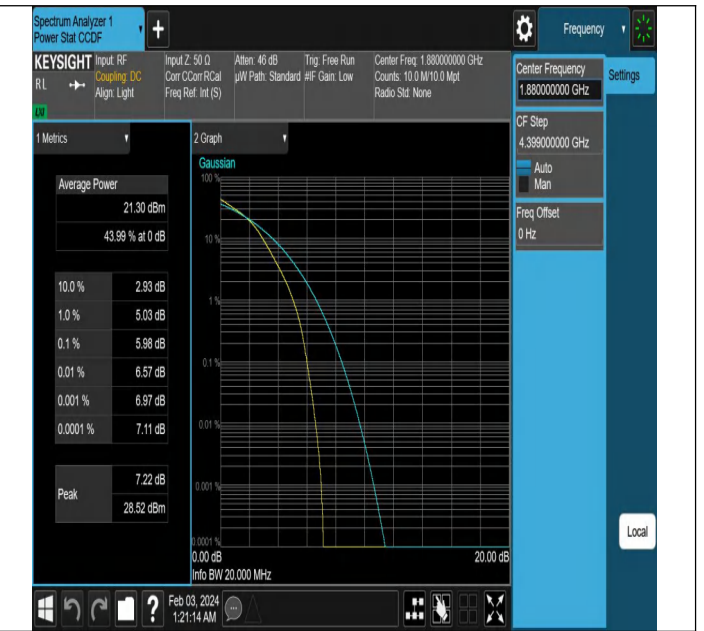 Spectrum Analyzer 1
Power Stat CCDF
+
Frequency
KEYSIGHT
RL
LXI
Input: RF
Coupling: DC
Align: Light
Input Z: 50 Ω
Corr CCorr RCal
Freq Ref: Int (S)
Atten: 46 dB
µW Path: Standard
Trig: Free Run
#IF Gain: Low
Center Freq: 1.880000000 GHz
Counts: 10.0 M/10.0 Mpt
Radio Std: None
Center Frequency
1.880000000 GHz
Settings
CF Step
4.399000000 GHz
Auto
Man
Freq Offset
0 Hz
1 Metrics
Average Power
21.30 dBm
43.99 % at 0 dB
10.0 % 2.93 dB
1.0 % 5.03 dB
0.1 % 5.98 dB
0.01 % 6.57 dB
0.001 % 6.97 dB
0.0001 % 7.11 dB
Peak
7.22 dB
28.52 dBm
2 Graph
Gaussian
100 %
10 %
1 %
0.1 %
0.01 %
0.001 %
0.0001 %
0.00 dB 20.00 dB
Info BW 20.000 MHz
Local
?
Feb 03, 2024
1:21:14 AM